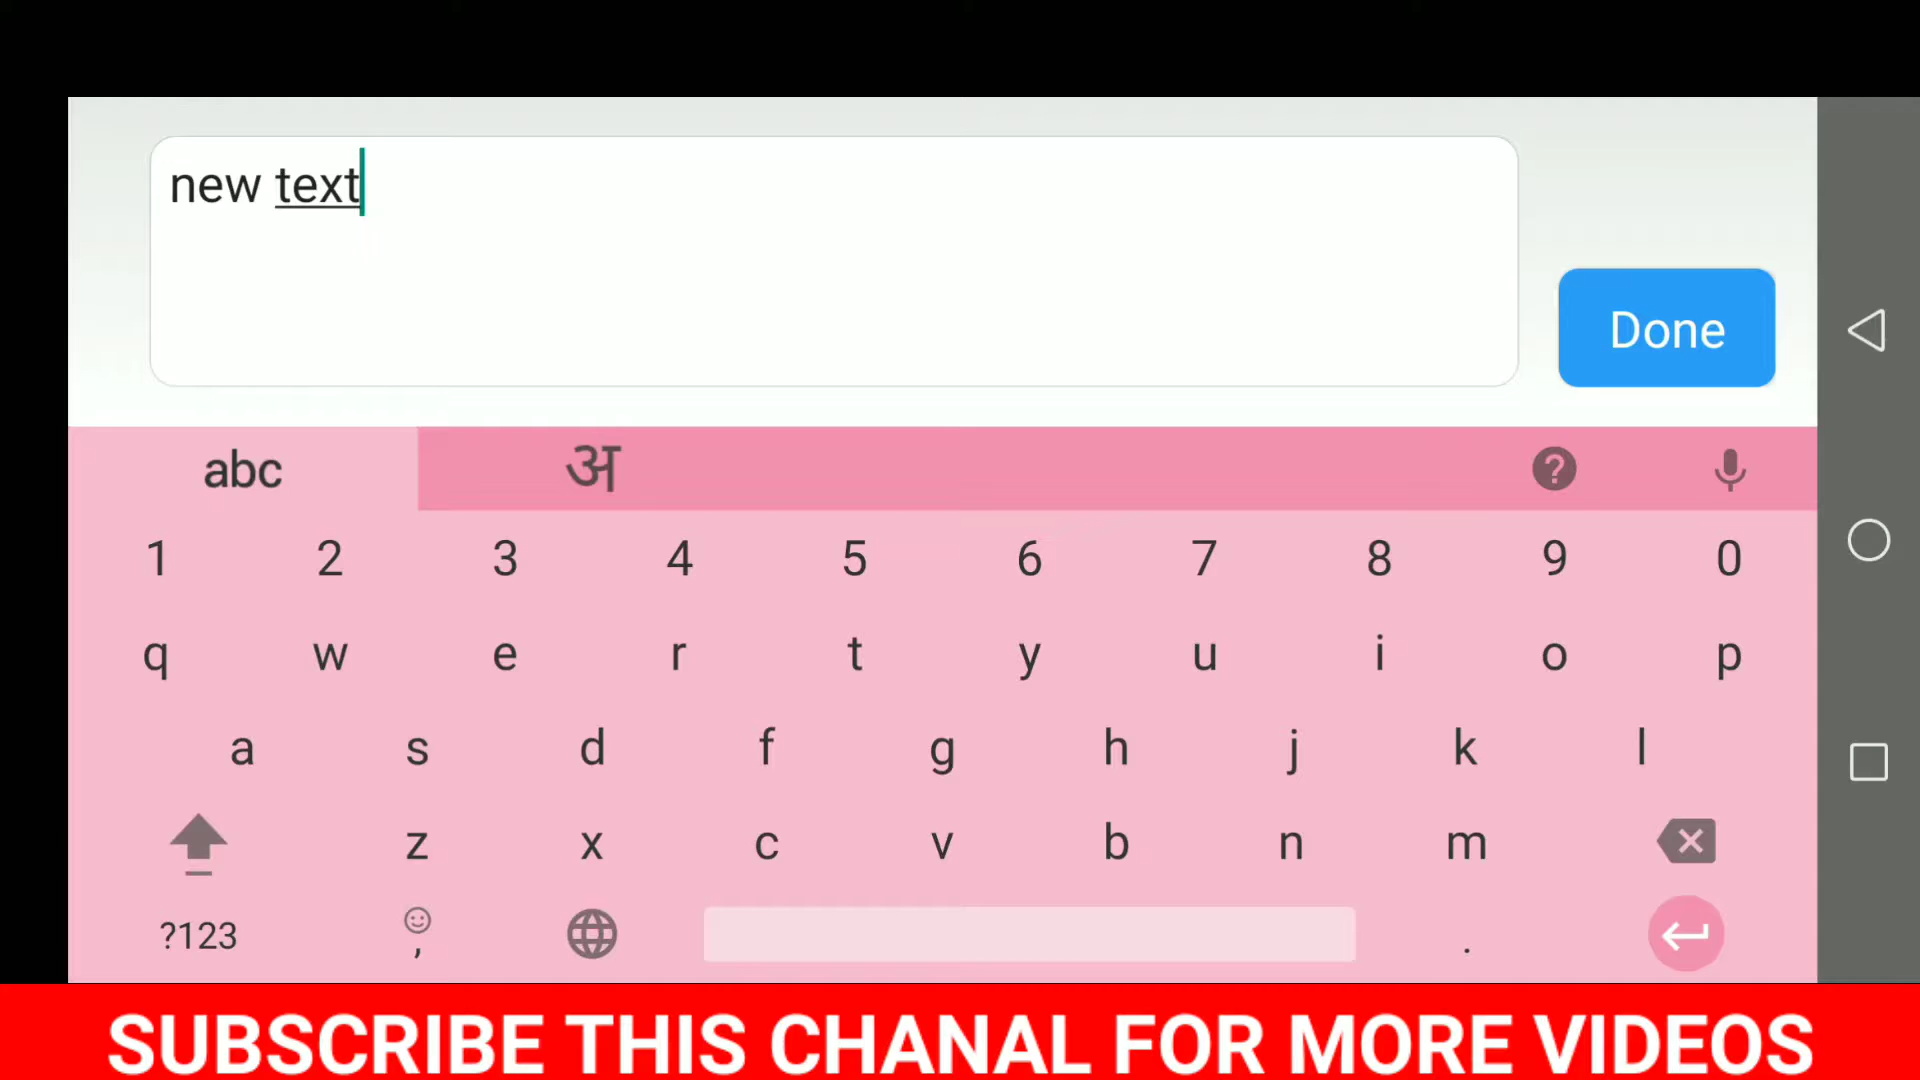 new text
Done
abc अ ?
1 2 3 4 5 6 7 8 9 0
q w e r t y u i o p
a s d f g h j k l
z x c v b n m
?123 , .
SUBSCRIBE THIS CHANAL FOR MORE VIDEOS